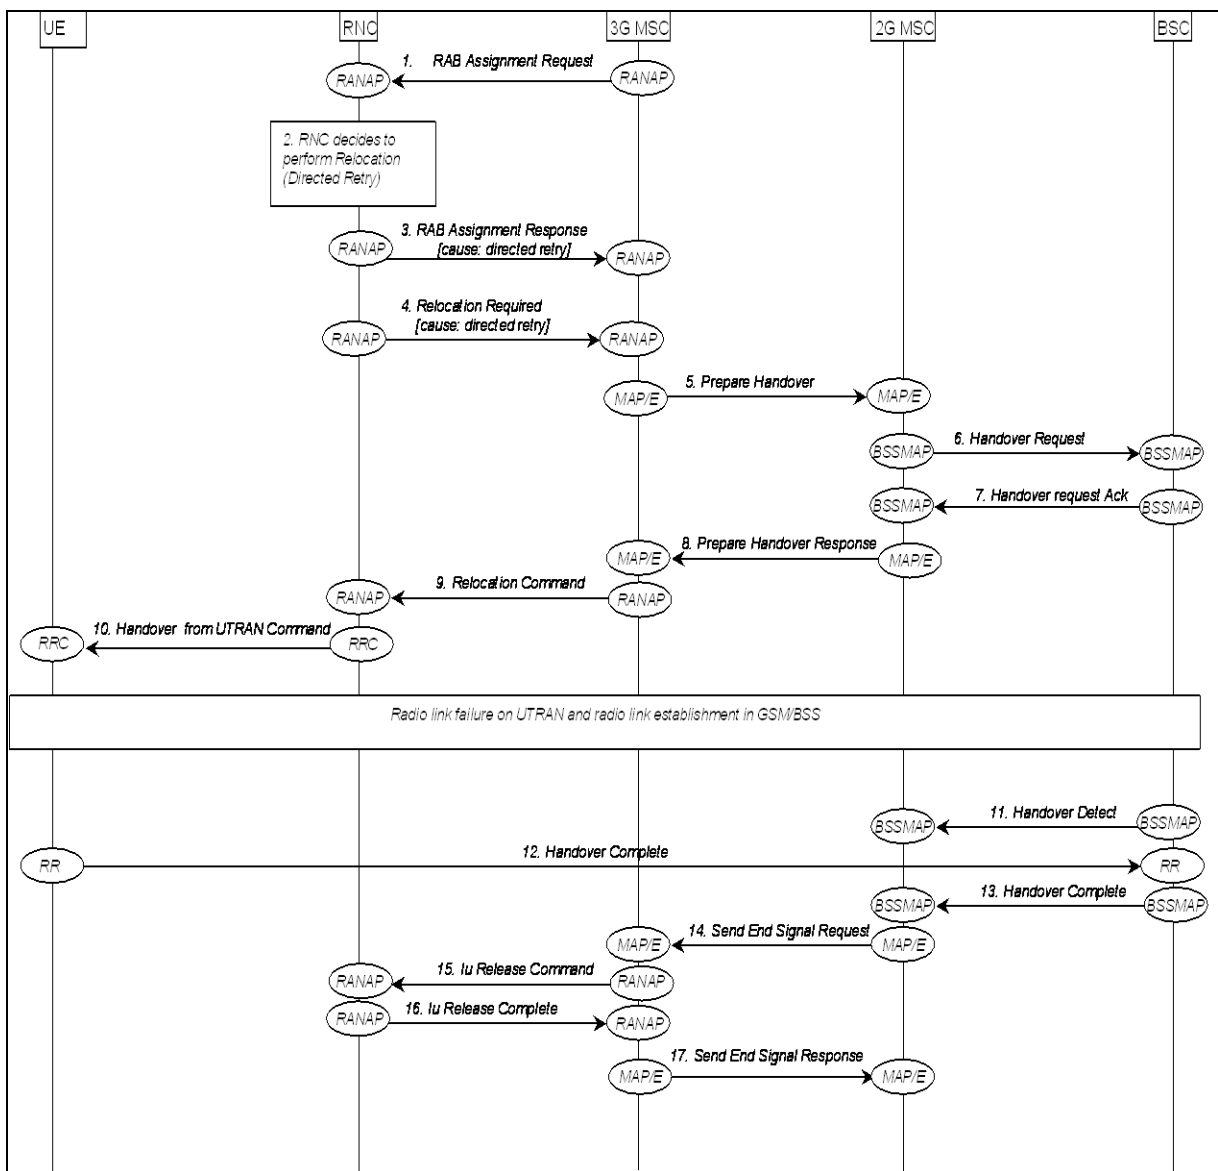 UE
RNC
3G MSC
2G MSC
BSC
1. RAB Assignment Request
RANAP
RANAP
2. RNC decides to
perform Relocation
(Directed Retry)
3. RAB Assignment Response
[cause: directed retry]
RANAP
RANAP
4. Relocation Required
[cause: directed retry]
RANAP
RANAP
5. Prepare Handover
MAP/E
MAP/E
6. Handover Request
BSSMAP
BSSMAP
7. Handover request Ack
BSSMAP
BSSMAP
8. Prepare Handover Response
MAP/E
MAP/E
9. Relocation Command
RANAP
RANAP
10. Handover from UTRAN Command
RRC
RRC
Radio link failure on UTRAN and radio link establishment in GSM/BSS
11. Handover Detect
BSSMAP
BSSMAP
12. Handover Complete
RR
RR
13. Handover Complete
BSSMAP
BSSMAP
14. Send End Signal Request
MAP/E
MAP/E
15. Iu Release Command
RANAP
RANAP
16. Iu Release Complete
RANAP
RANAP
17. Send End Signal Response
MAP/E
MAP/E